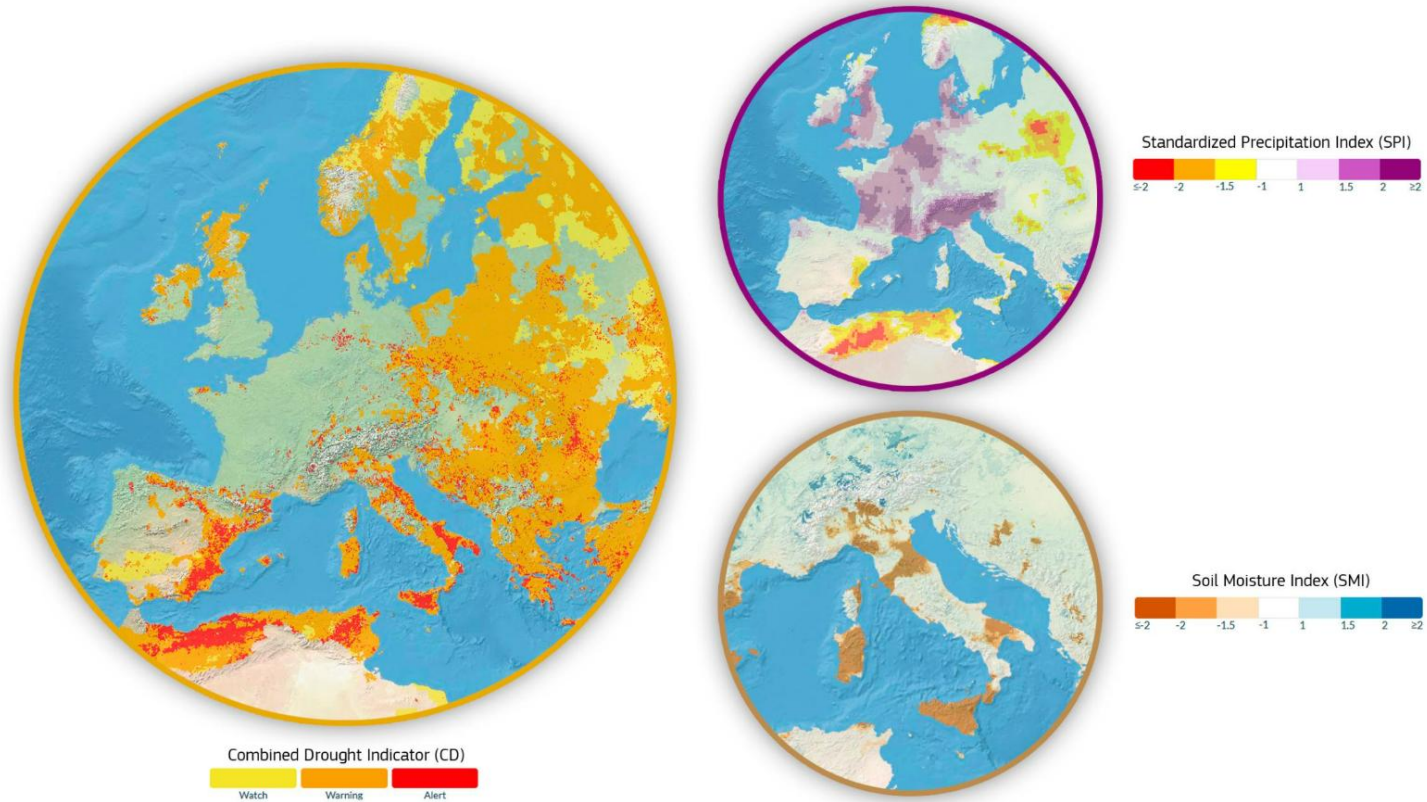 Combined Drought Indicator (CD)
Watch Warning Alert
Standardized Precipitation Index (SPI)
≤-2 -2 -1.5 -1 1 1.5 2 ≥2
Soil Moisture Index (SMI)
≤-2 -2 -1.5 -1 1 1.5 2 ≥2